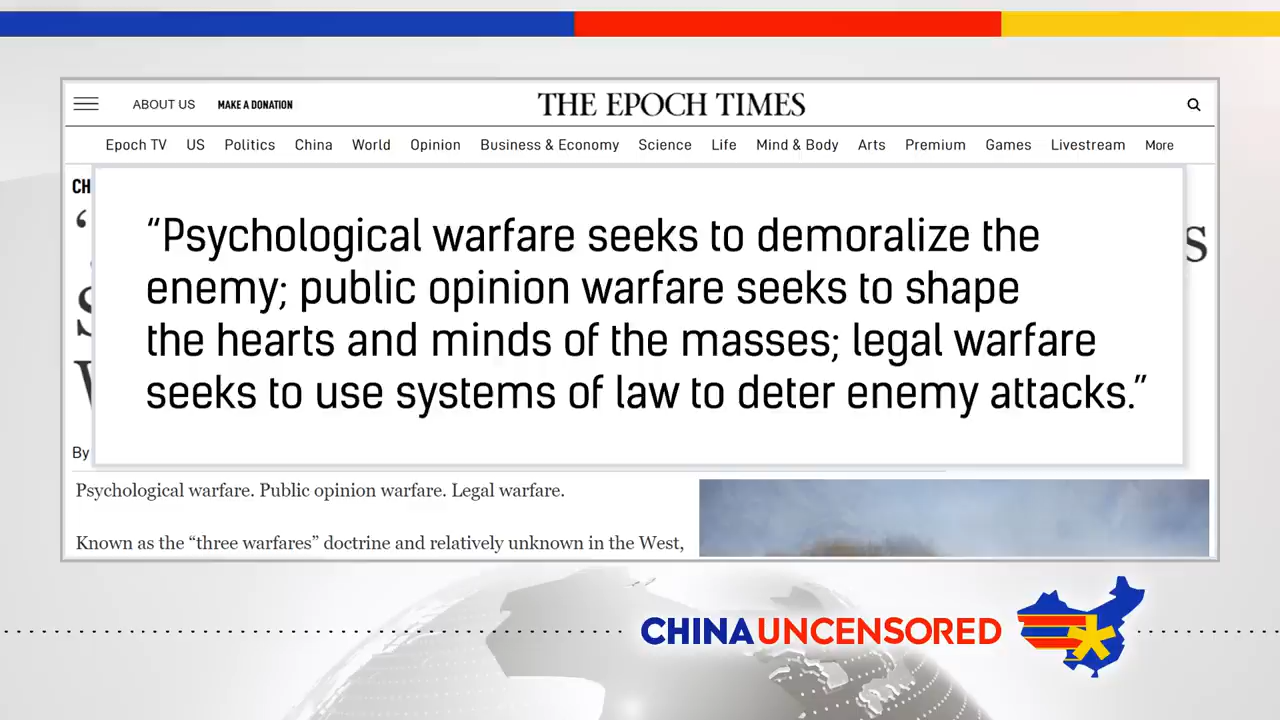 ABOUT US MAKE A DONATION THE EPOCH TIMES
Epoch TV US Politics China World Opinion Business & Economy Science Life Mind & Body Arts Premium Games Livestream More
CH
“Psychological warfare seeks to demoralize the
enemy; public opinion warfare seeks to shape
the hearts and minds of the masses; legal warfare
seeks to use systems of law to deter enemy attacks.”
By
Psychological warfare. Public opinion warfare. Legal warfare.
Known as the “three warfares” doctrine and relatively unknown in the West,
CHINA UNCENSORED